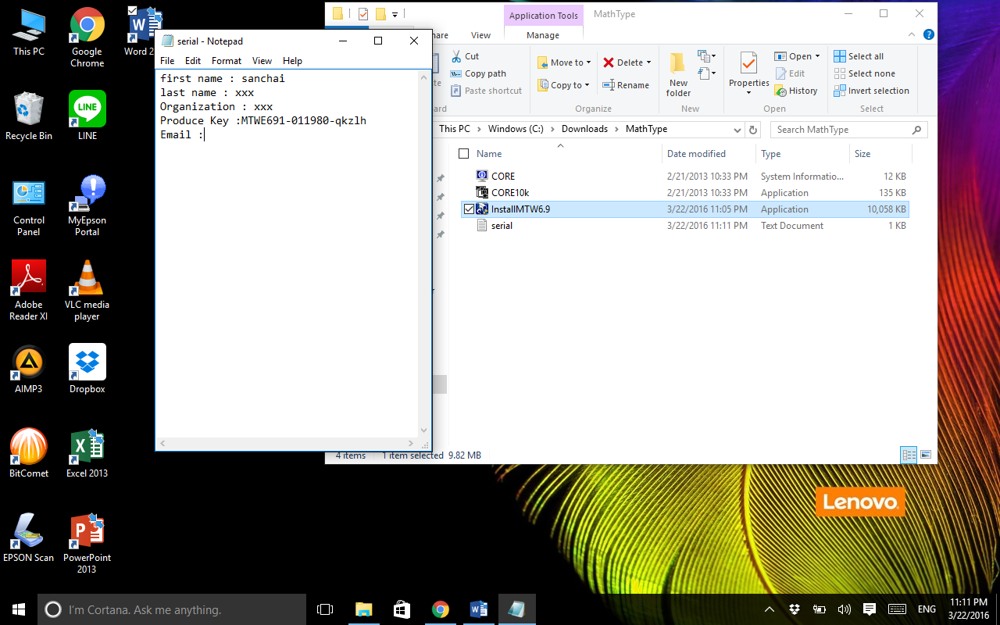 This PC
Google Chrome
Word 2
Recycle Bin
LINE
Control Panel
MyEpson Portal
Adobe Reader XI
VLC media player
AIMP3
Dropbox
BitComet
Excel 2013
EPSON Scan
PowerPoint 2013
serial - Notepad
File Edit Format View Help
first name : sanchai
last name : xxx
Organization : xxx
Produce Key :MTWE691-011980-qkzlh
Email :
Application Tools MathType
are View Manage
Cut
Copy path
Paste shortcut
ard
Move to
Copy to
Delete
Rename
Organize
New folder
New
Properties
Open
Edit
History
Open
Select all
Select none
Invert selection
Select
This PC > Windows (C:) > Downloads > MathType
Search MathType
Name Date modified Type Size
CORE 2/21/2013 10:33 PM System Informatio... 12 KB
CORE10k 2/21/2013 10:33 PM Application 135 KB
InstallMTW6.9 3/22/2016 11:05 PM Application 10,058 KB
serial 3/22/2016 11:11 PM Text Document 1 KB
4 items 1 item selected 9.82 MB
Lenovo
I'm Cortana. Ask me anything.
ENG
11:11 PM
3/22/2016